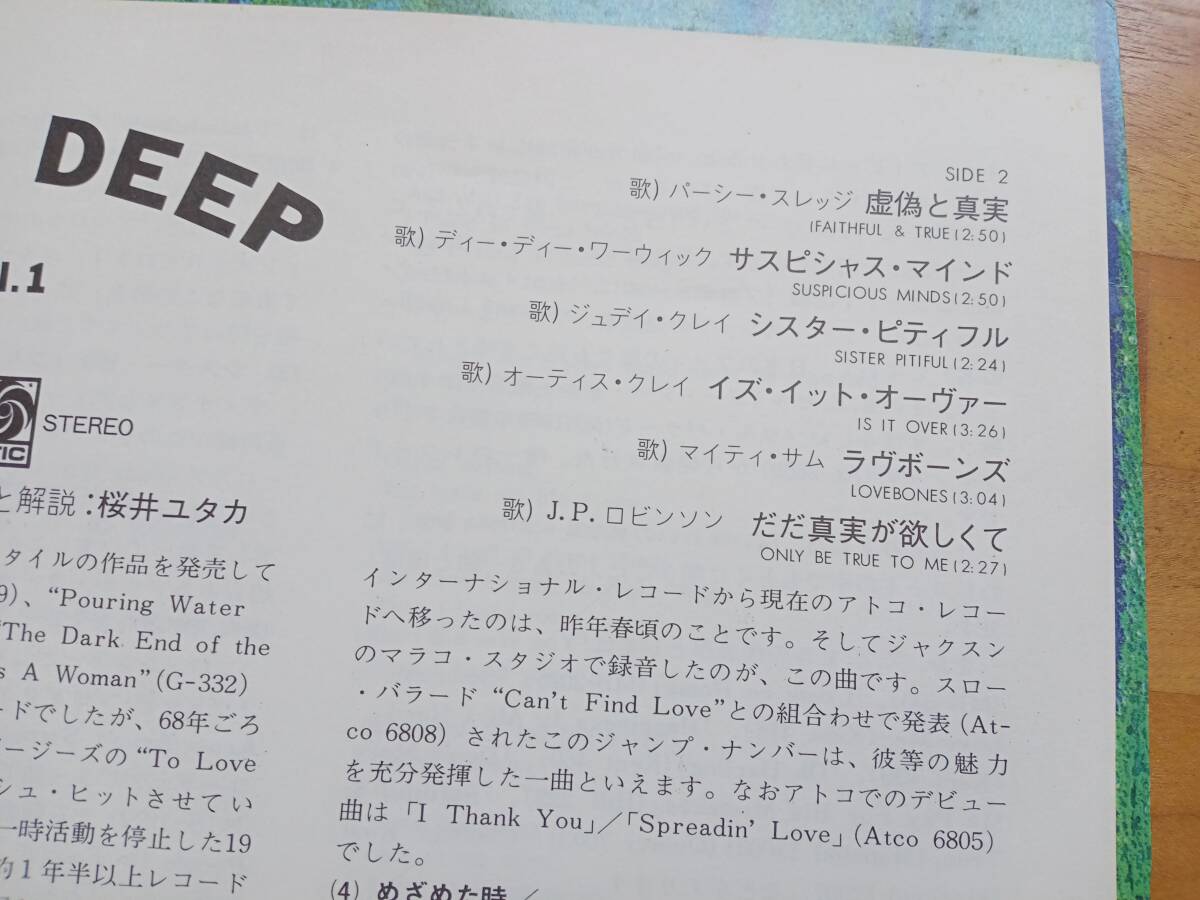 DEEP
l.1
TIC
STEREO
と解説：桜井ユタカ
タイルの作品を発売して
9)、“Pouring Water
“The Dark End of the
s A Woman”(G-332)
ードでしたが、68年ごろ
ージーズの“To Love
シュ・ヒットさせてい
一時活動を停止した19
約1年半以上レコード
SIDE 2
歌) パーシー・スレッジ 虚偽と真実
(FAITHFUL & TRUE(2:50)
歌) ディー・ディー・ワーウィック サスピシャス・マインド
SUSPICIOUS MINDS(2:50)
歌) ジュデイ・クレイ シスター・ピティフル
SISTER PITIFUL(2:24)
歌) オーティス・クレイ イズ・イット・オーヴァー
IS IT OVER(3:26)
歌) マイティ・サム ラヴボーンズ
LOVEBONES(3:04)
歌) J.P. ロビンソン だだ真実が欲しくて
ONLY BE TRUE TO ME(2:27)
インターナショナル・レコードから現在のアトコ・レコー
ドへ移ったのは、昨年春頃のことです。そしてジャクスン
のマラコ・スタジオで録音したのが、この曲です。スロー
・バラード “Can't Find Love”との組合わせで発表(At-
co 6808) されたこのジャンプ・ナンバーは、彼等の魅力
を充分発揮した一曲といえます。なおアトコでのデビュー
曲は「I Thank You」／「Spreadin' Love」(Atco 6805)
でした。
(4) めざめた時／